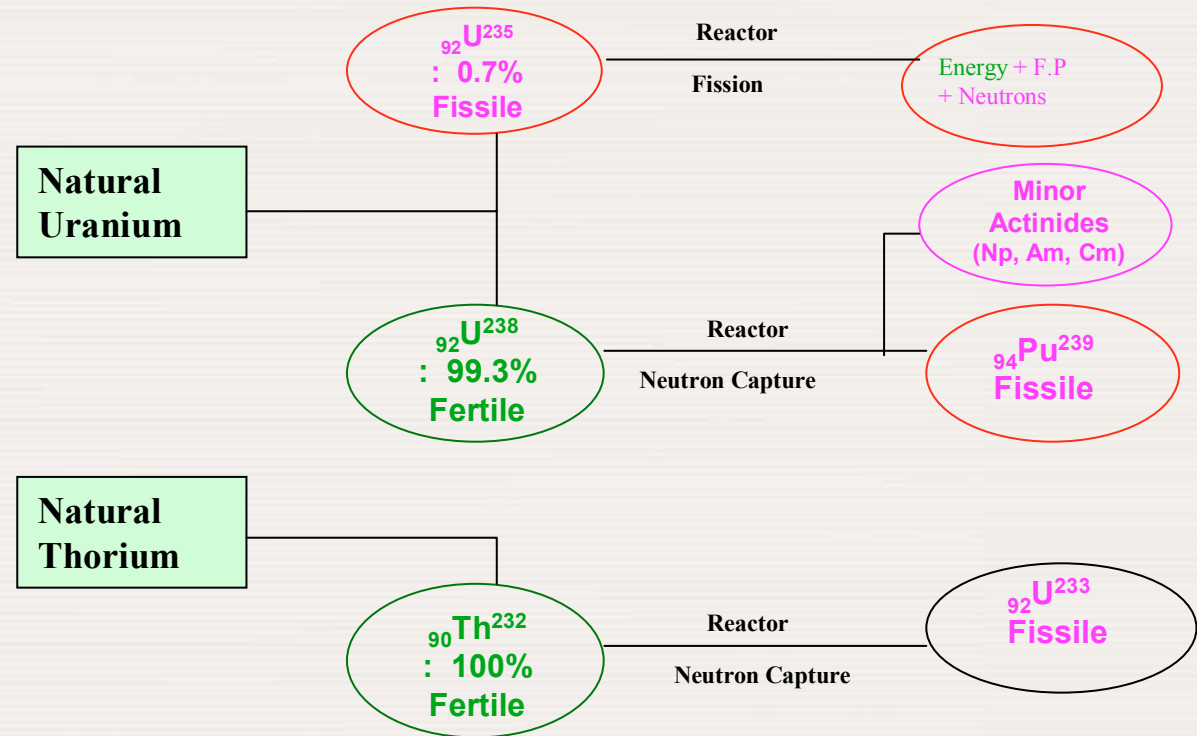 ₉₂U²³⁵
: 0.7%
Fissile
Reactor
Fission
Energy + F.P
+ Neutrons
Natural
Uranium
Minor
Actinides
(Np, Am, Cm)
₉₂U²³⁸
: 99.3%
Fertile
Reactor
Neutron Capture
₉₄Pu²³⁹
Fissile
Natural
Thorium
₉₀Th²³²
: 100%
Fertile
Reactor
Neutron Capture
₉₂U²³³
Fissile